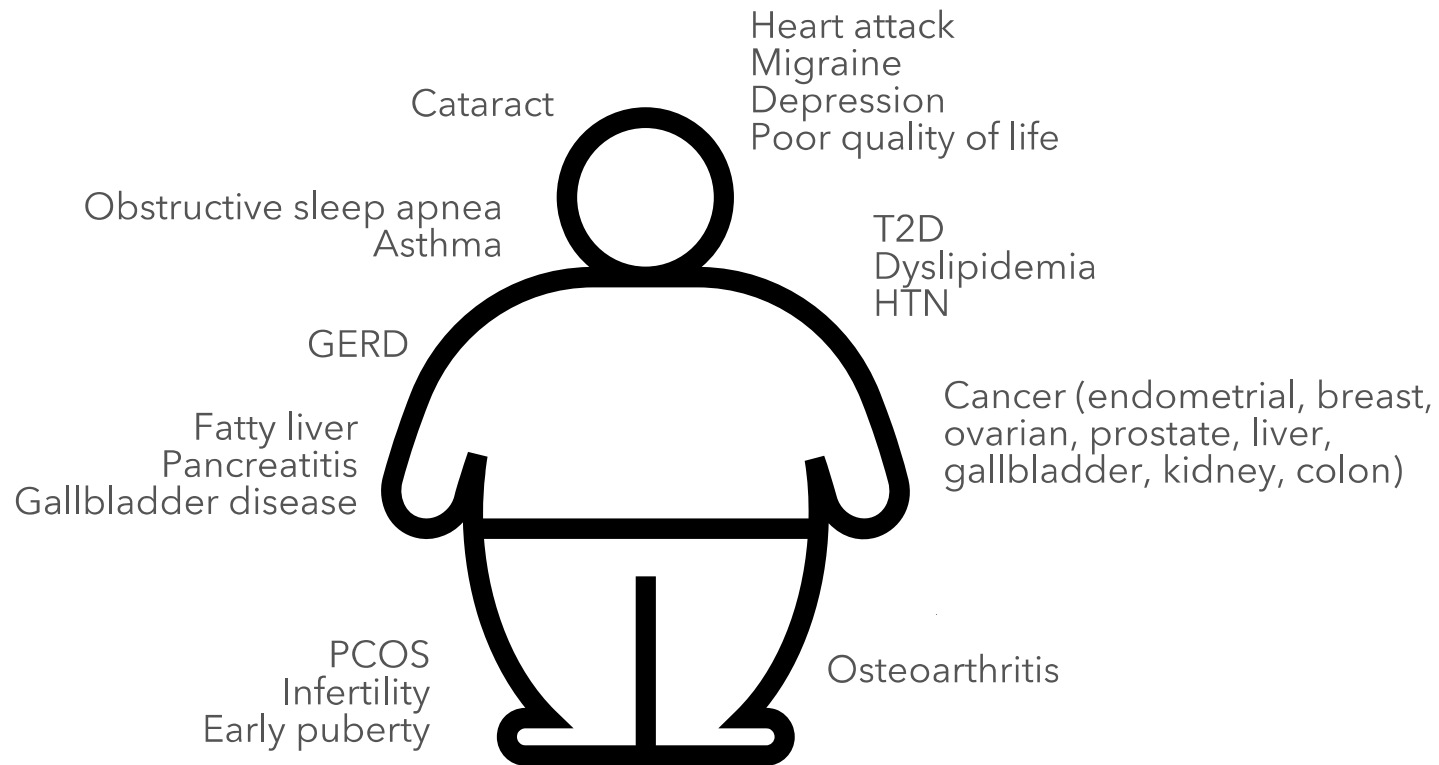 Heart attack
Migraine
Depression
Poor quality of life
Cataract
Obstructive sleep apnea
Asthma
T2D
Dyslipidemia
HTN
GERD
Cancer (endometrial, breast,
ovarian, prostate, liver,
gallbladder, kidney, colon)
Fatty liver
Pancreatitis
Gallbladder disease
PCOS
Infertility
Early puberty
Osteoarthritis